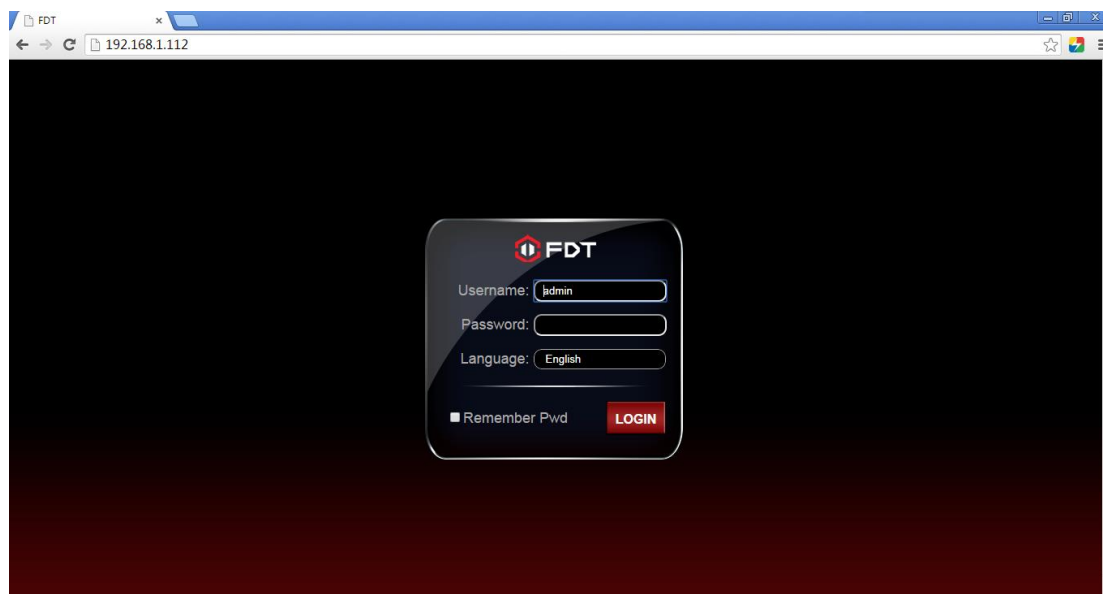 FDT
192.168.1.112
FDT
Username: admin
Password:
Language: English
Remember Pwd LOGIN